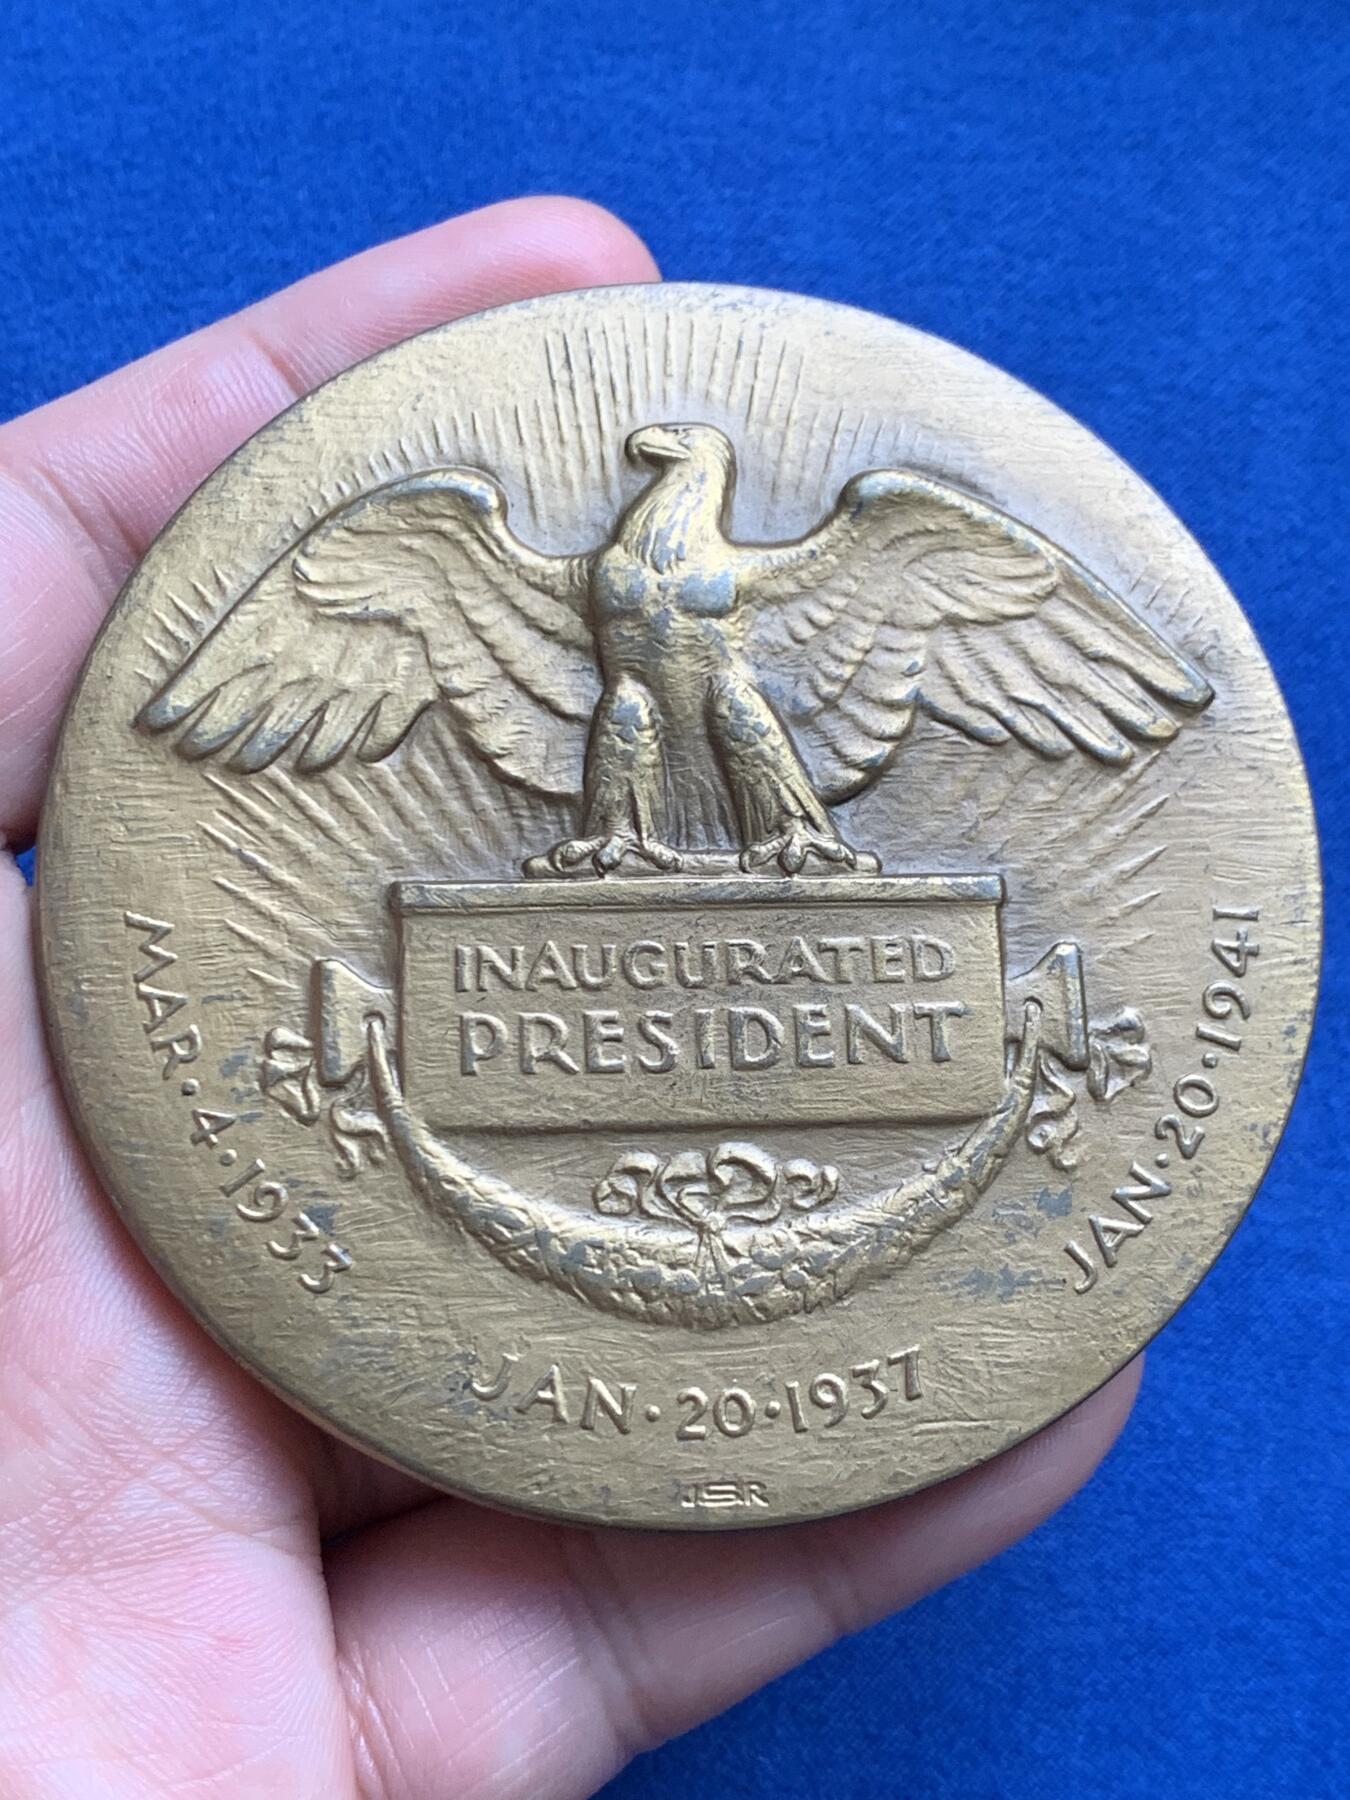 INAUGURATED
PRESIDENT
MAR·4·1933
JAN·20·1937
JAN·20·1941
JSR